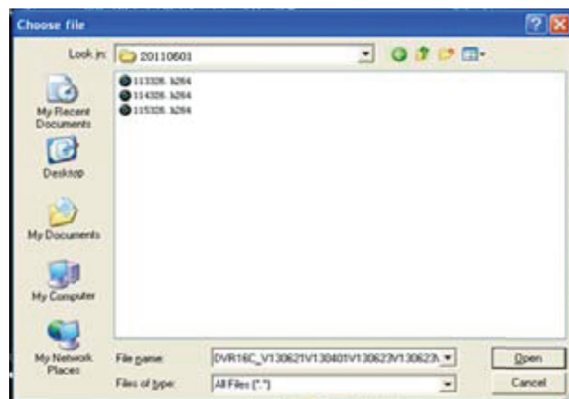 Choose file
Look in: 20110601
113328.h264
114328.h264
115328.h264
My Recent
Documents
Desktop
My Documents
My Computer
My Network
Places
File name: DVR16C_V130621V130401V130623V130623\
Open
Files of type: All Files (*.*)
Cancel